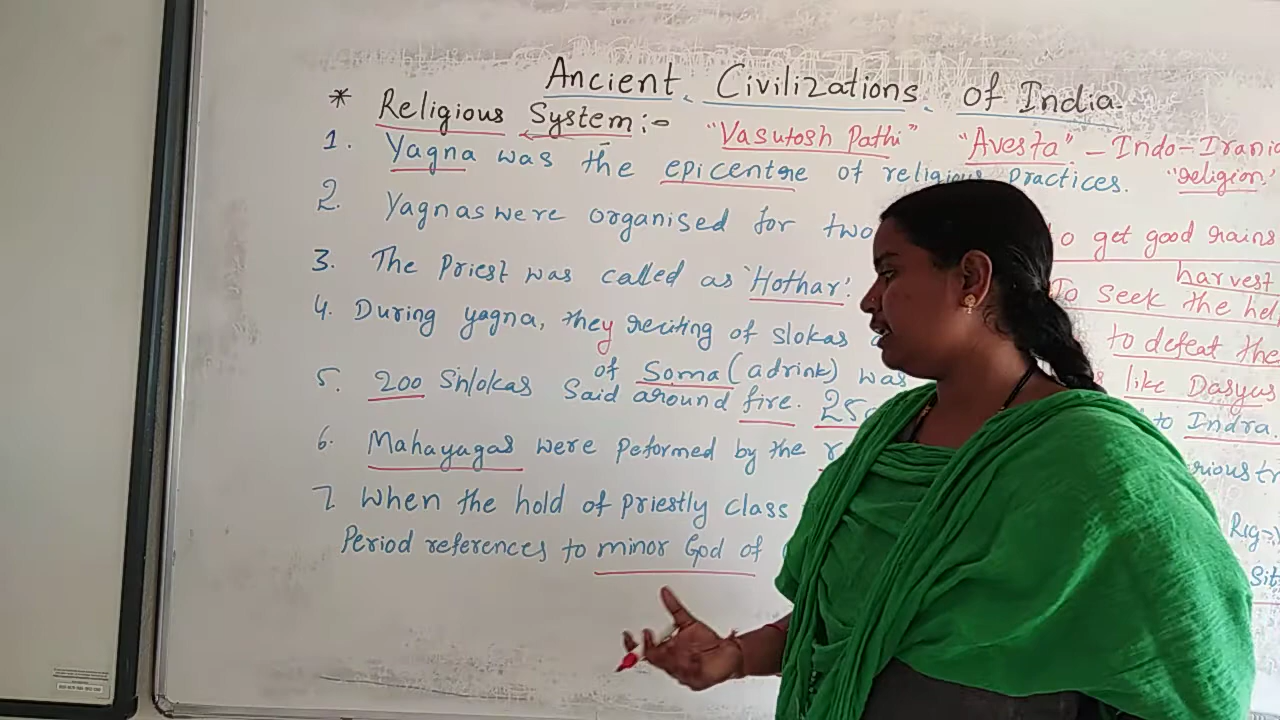 Ancient Civilizations of India
* Religious System:- "Vasutosh Pathi" "Avesta" - Indo-Irania
1. Yagna was the epicentre of religious practices. "religion"
2. Yagnas were organised for two to get good rains
harvest
3. The Priest was called as 'Hothar'. To seek the hel
4. During yagna, they reciting of slokas to defeat the
of Soma (a drink) was like Dasyus
5. 200 Shlokas Said around fire. 250 to Indra.
6. Mahayagas were peformed by the
7 When the hold of priestly class
Period references to minor God of
Rig
Sit